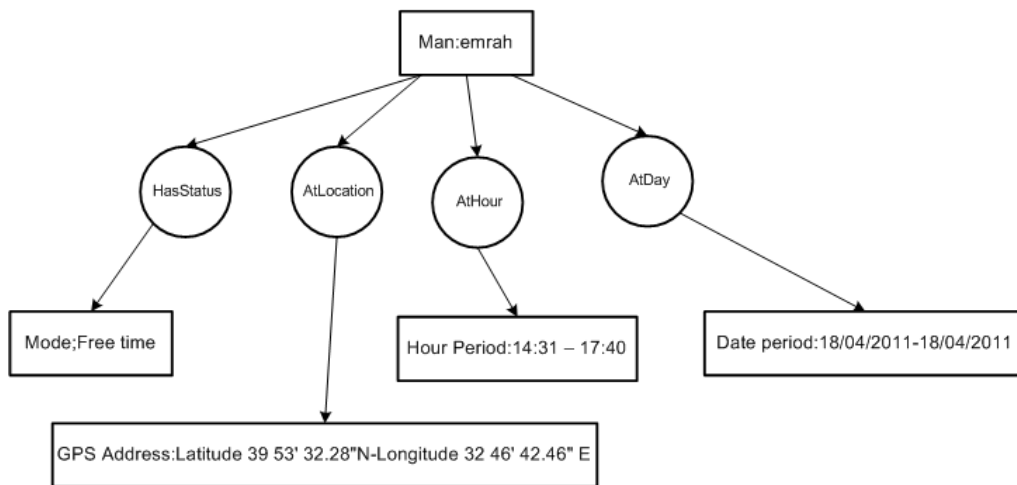 Man:emrah
HasStatus
AtLocation
AtHour
AtDay
Mode;Free time
Hour Period:14:31 – 17:40
Date period:18/04/2011-18/04/2011
GPS Address:Latitude 39 53' 32.28"N-Longitude 32 46' 42.46" E